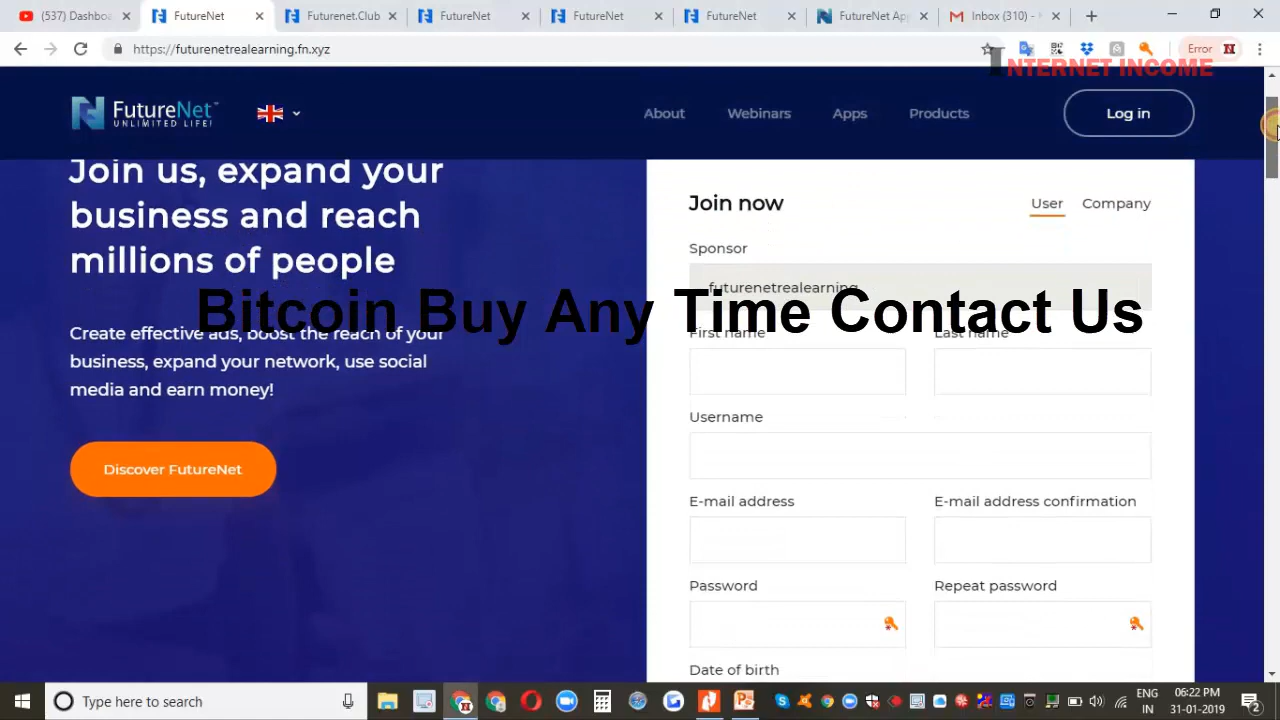 (537) Dashboa
FutureNet
Futurenet.Club
FutureNet
FutureNet
FutureNet
FutureNet Ap
Inbox (310) -
https://futurenetrealearning.fn.xyz
Error
INTERNET INCOME
FutureNet
UNLIMITED LIFE!
About
Webinars
Apps
Products
Log in
Join us, expand your
business and reach
millions of people
Create effective ads, boost the reach of your
business, expand your network, use social
media and earn money!
Discover FutureNet
Bitcoin Buy Any Time Contact Us
Join now
User
Company
Sponsor
futurenetrealearning
First name
Last name
Username
E-mail address
E-mail address confirmation
Password
Repeat password
Date of birth
Type here to search
ENG
IN
06:22 PM
31-01-2019
2